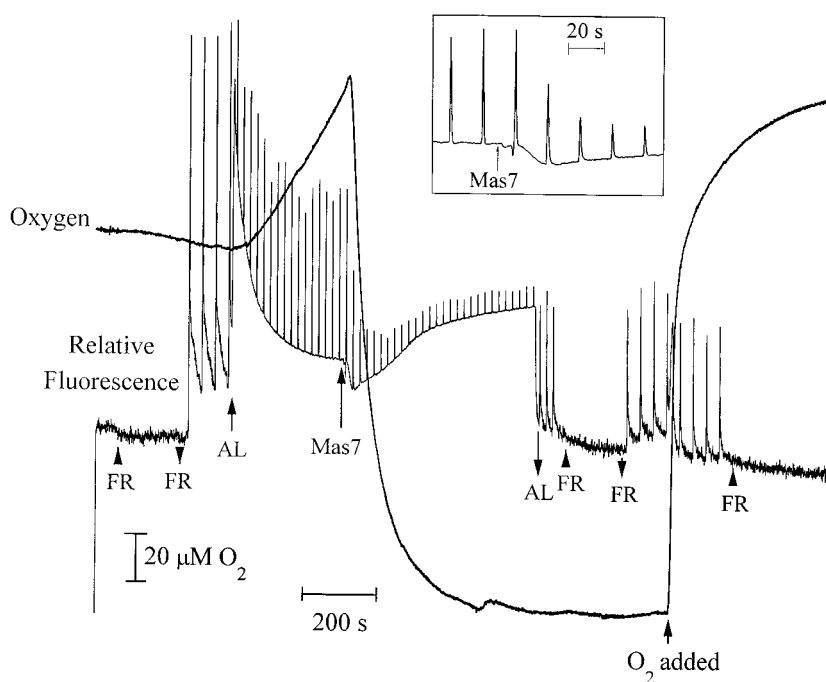 20 s
Mas7
Oxygen
Relative
Fluorescence
AL
Mas7
FR
FR
AL
FR
FR
FR
20 μM O₂
200 s
O₂ added